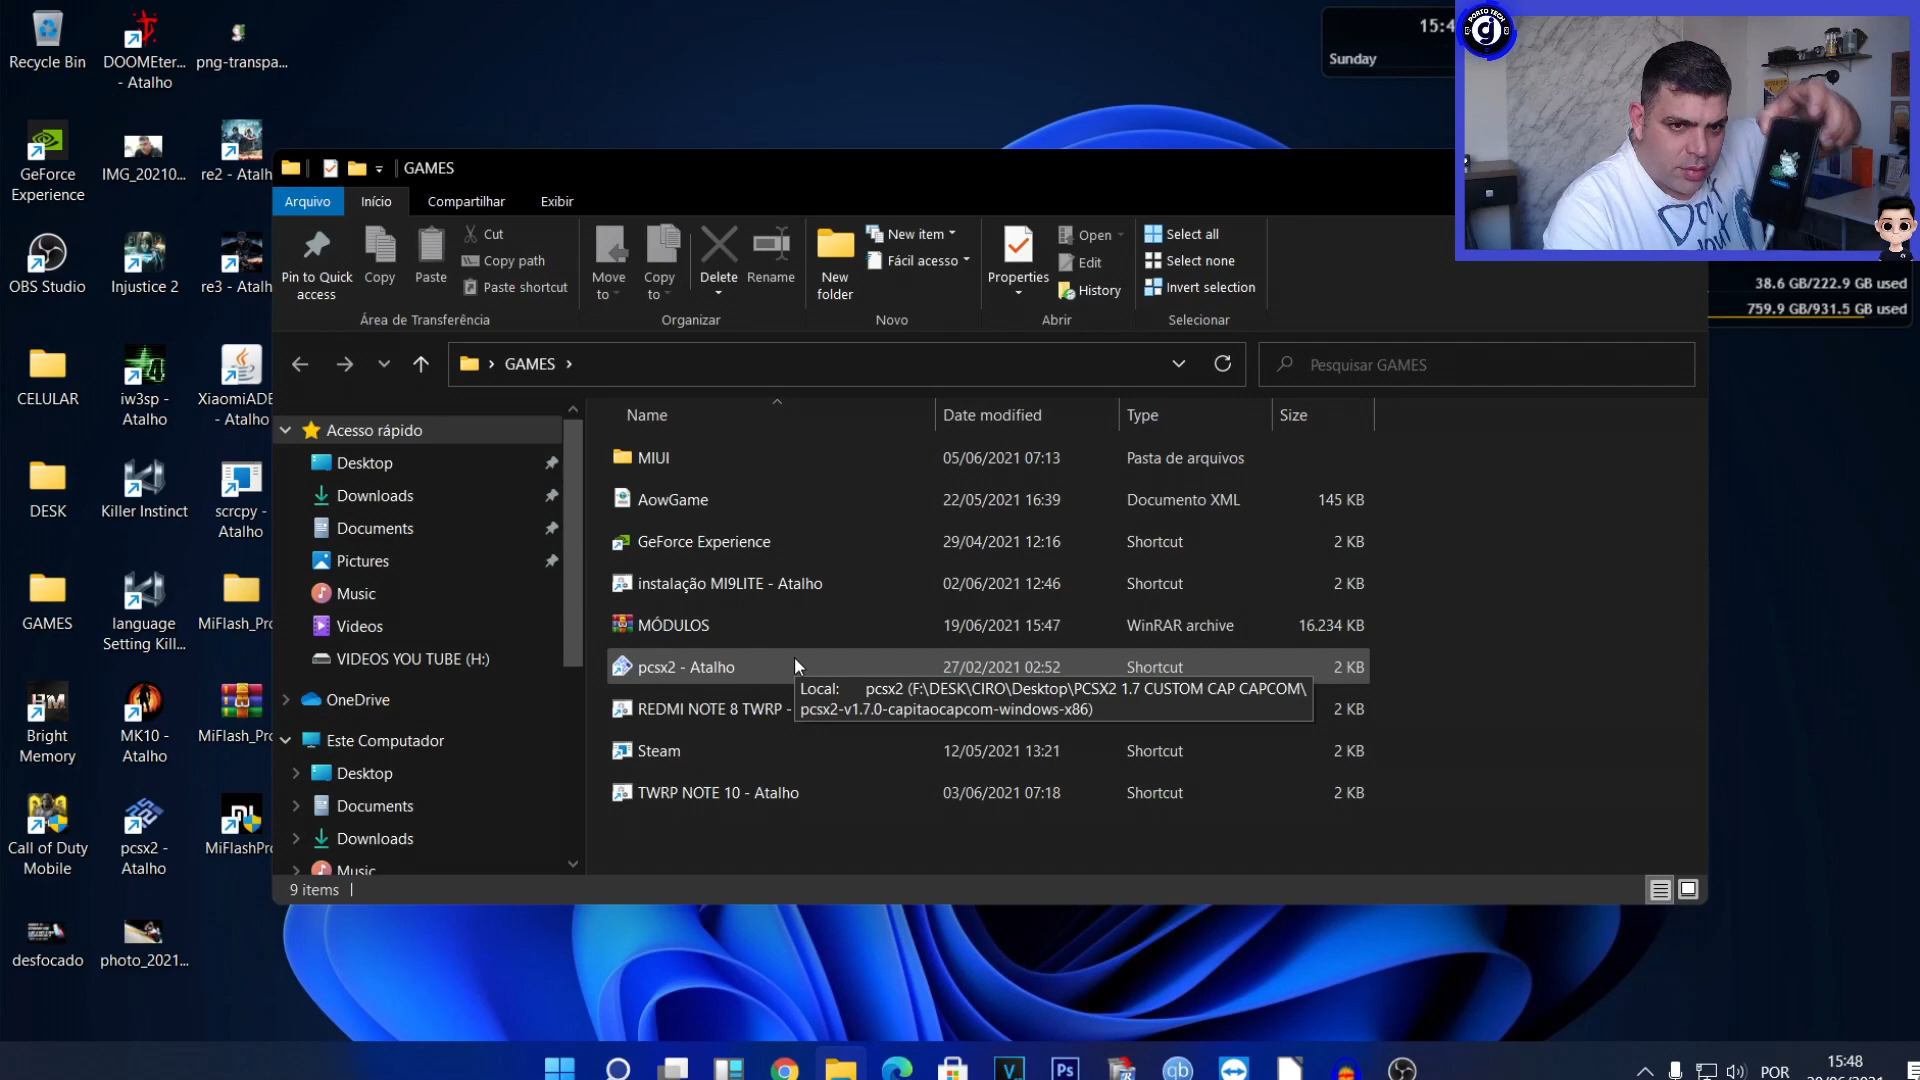 Recycle Bin
DOOMEter...
- Atalho
png-transpa...
15:4
Sunday
PORTO TECH
GeForce
Experience
IMG_20210...
re2 - Atalh
GAMES
Arquivo
Início
Compartilhar
Exibir
Pin to Quick
access
Copy
Paste
Cut
Copy path
Paste shortcut
Área de Transferência
Move
to
Copy
to
Delete
Rename
Organizar
New
folder
New item
Fácil acesso
Novo
Properties
Open
Edit
History
Abrir
Select all
Select none
Invert selection
Selecionar
38.6 GB/222.9 GB used
759.9 GB/931.5 GB used
OBS Studio
Injustice 2
re3 - Atalh
GAMES
Pesquisar GAMES
CELULAR
iw3sp -
Atalho
XiaomiADE
- Atalho
Name
Date modified
Type
Size
Acesso rápido
Desktop
Downloads
Documents
Pictures
Music
Videos
VIDEOS YOU TUBE (H:)
OneDrive
Este Computador
Desktop
Documents
Downloads
Music
MIUI 05/06/2021 07:13 Pasta de arquivos
AowGame 22/05/2021 16:39 Documento XML 145 KB
GeForce Experience 29/04/2021 12:16 Shortcut 2 KB
instalação MI9LITE - Atalho 02/06/2021 12:46 Shortcut 2 KB
MÓDULOS 19/06/2021 15:47 WinRAR archive 16.234 KB
pcsx2 - Atalho 27/02/2021 02:52 Shortcut 2 KB
Local: pcsx2 (F:\DESK\CIRO\Desktop\PCSX2 1.7 CUSTOM CAP CAPCOM\
pcsx2-v1.7.0-capitaocapcom-windows-x86)
REDMI NOTE 8 TWRP - 2 KB
Steam 12/05/2021 13:21 Shortcut 2 KB
TWRP NOTE 10 - Atalho 03/06/2021 07:18 Shortcut 2 KB
9 items
DESK
Killer Instinct
scrcpy -
Atalho
GAMES
language
Setting Kill...
MiFlash_Pro
Bright
Memory
MK10 -
Atalho
MiFlash_Pro
Call of Duty
Mobile
pcsx2 -
Atalho
MiFlashPro
desfocado
photo_2021...
POR
15:48